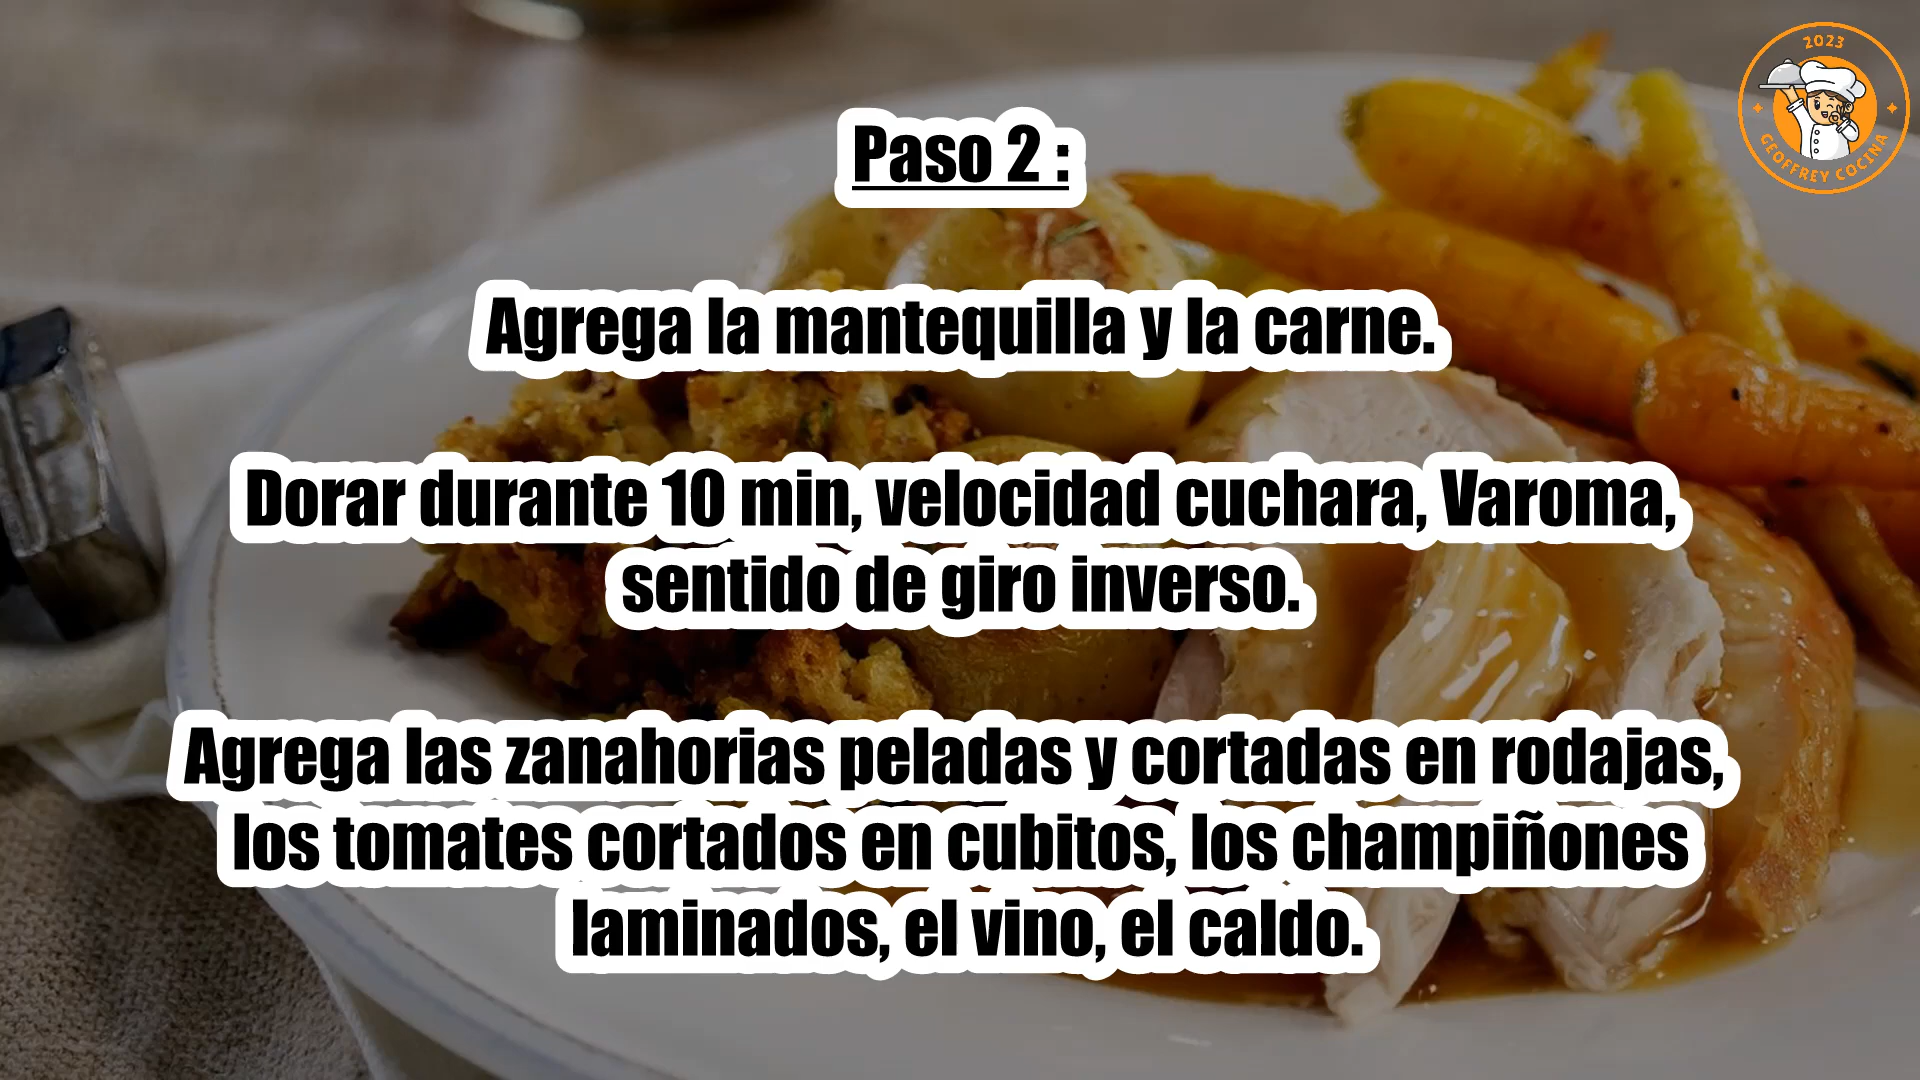 2023
GEOFFREY COCINA
Paso 2 :
Agrega la mantequilla y la carne.
Dorar durante 10 min, velocidad cuchara, Varoma,
sentido de giro inverso.
Agrega las zanahorias peladas y cortadas en rodajas,
los tomates cortados en cubitos, los champiñones
laminados, el vino, el caldo.